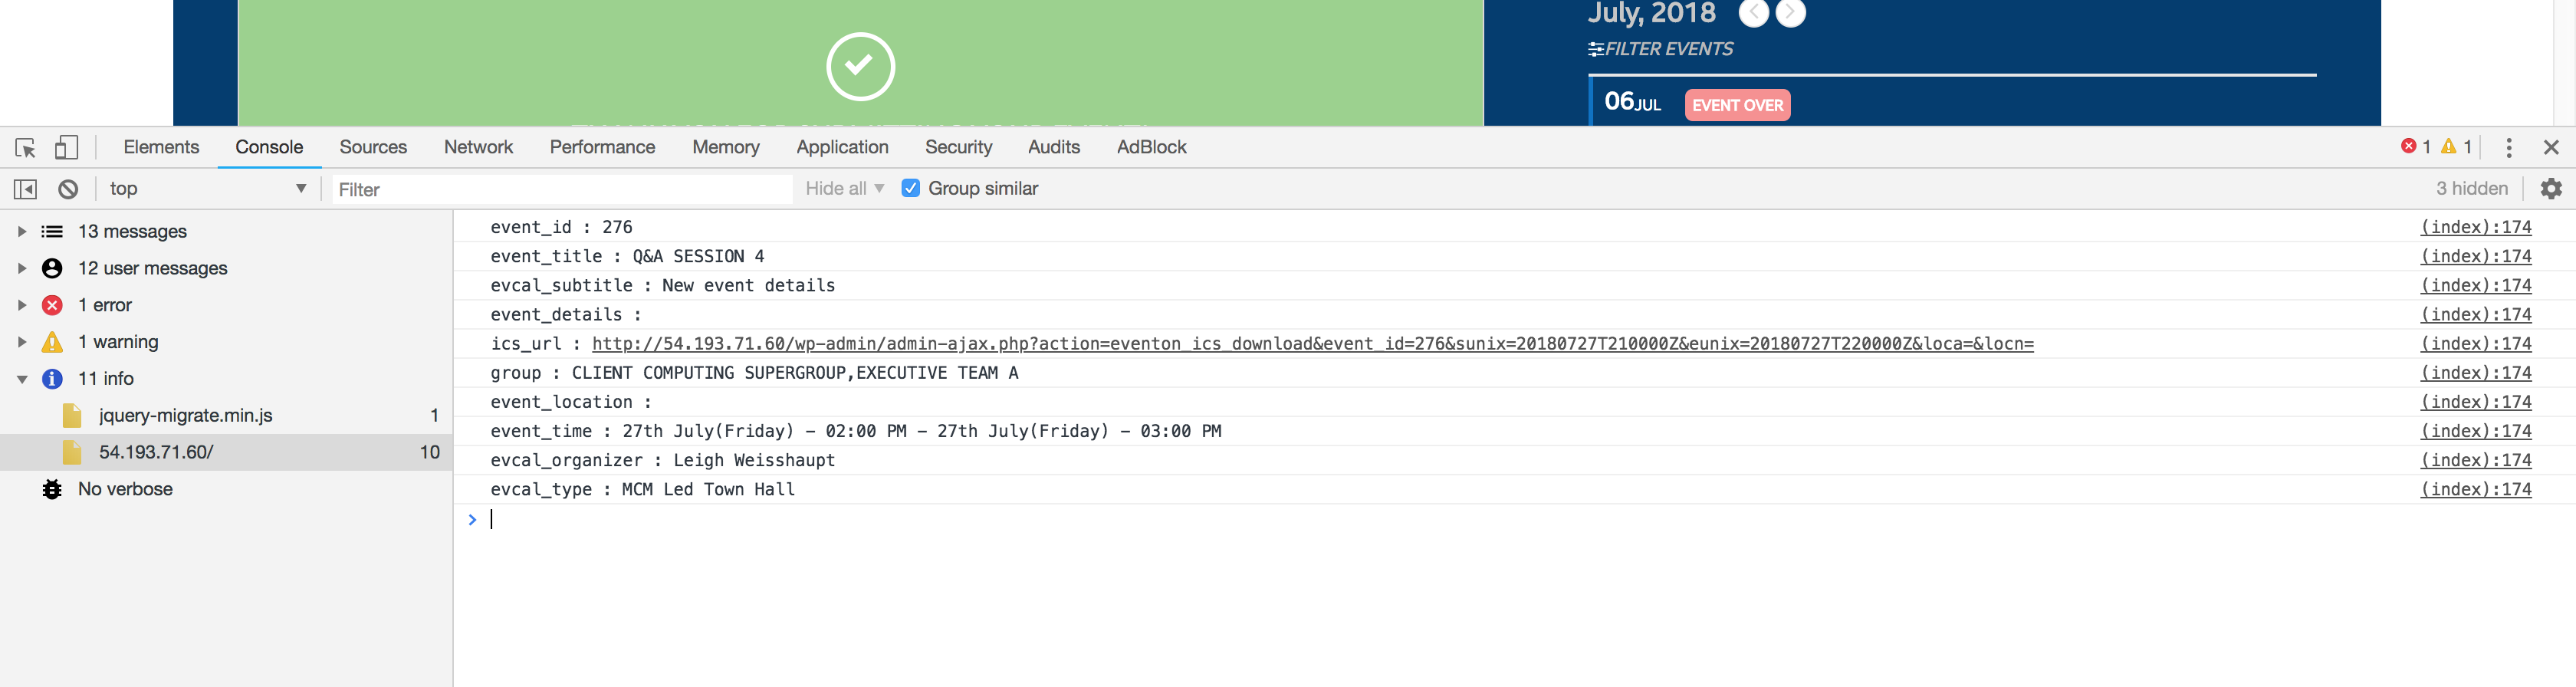 July, 2018
FILTER EVENTS
06JUL EVENT OVER
Elements Console Sources Network Performance Memory Application Security Audits AdBlock 1 1
top Filter Hide all Group similar 3 hidden
13 messages
12 user messages
1 error
1 warning
11 info
jquery-migrate.min.js 1
54.193.71.60/ 10
No verbose
event_id : 276 (index):174
event_title : Q&A SESSION 4 (index):174
evcal_subtitle : New event details (index):174
event_details : (index):174
ics_url : http://54.193.71.60/wp-admin/admin-ajax.php?action=eventon_ics_download&event_id=276&sunix=20180727T210000Z&eunix=20180727T220000Z&loca=&locn= (index):174
group : CLIENT COMPUTING SUPERGROUP,EXECUTIVE TEAM A (index):174
event_location : (index):174
event_time : 27th July(Friday) - 02:00 PM - 27th July(Friday) - 03:00 PM (index):174
evcal_organizer : Leigh Weisshaupt (index):174
evcal_type : MCM Led Town Hall (index):174